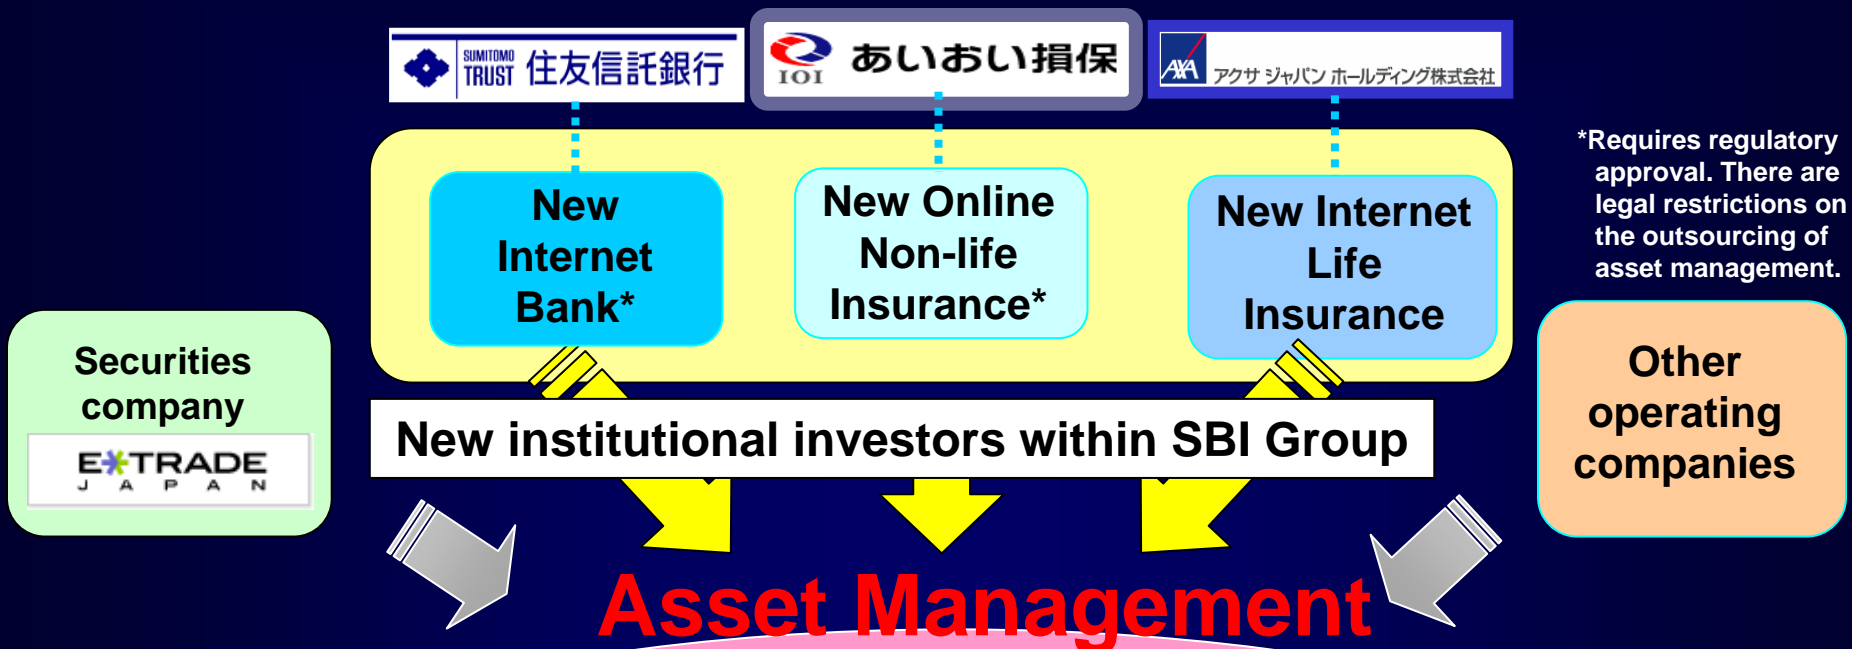 SUMITOMO
TRUST 住友信託銀行
IOI あいおい損保
AXA アクサ ジャパン ホールディング株式会社
*Requires regulatory
approval. There are
legal restrictions on
the outsourcing of
asset management.
New
Internet
Bank*
New Online
Non-life
Insurance*
New Internet
Life
Insurance
Securities
company
E*TRADE
JAPAN
Other
operating
companies
New institutional investors within SBI Group
Asset Management